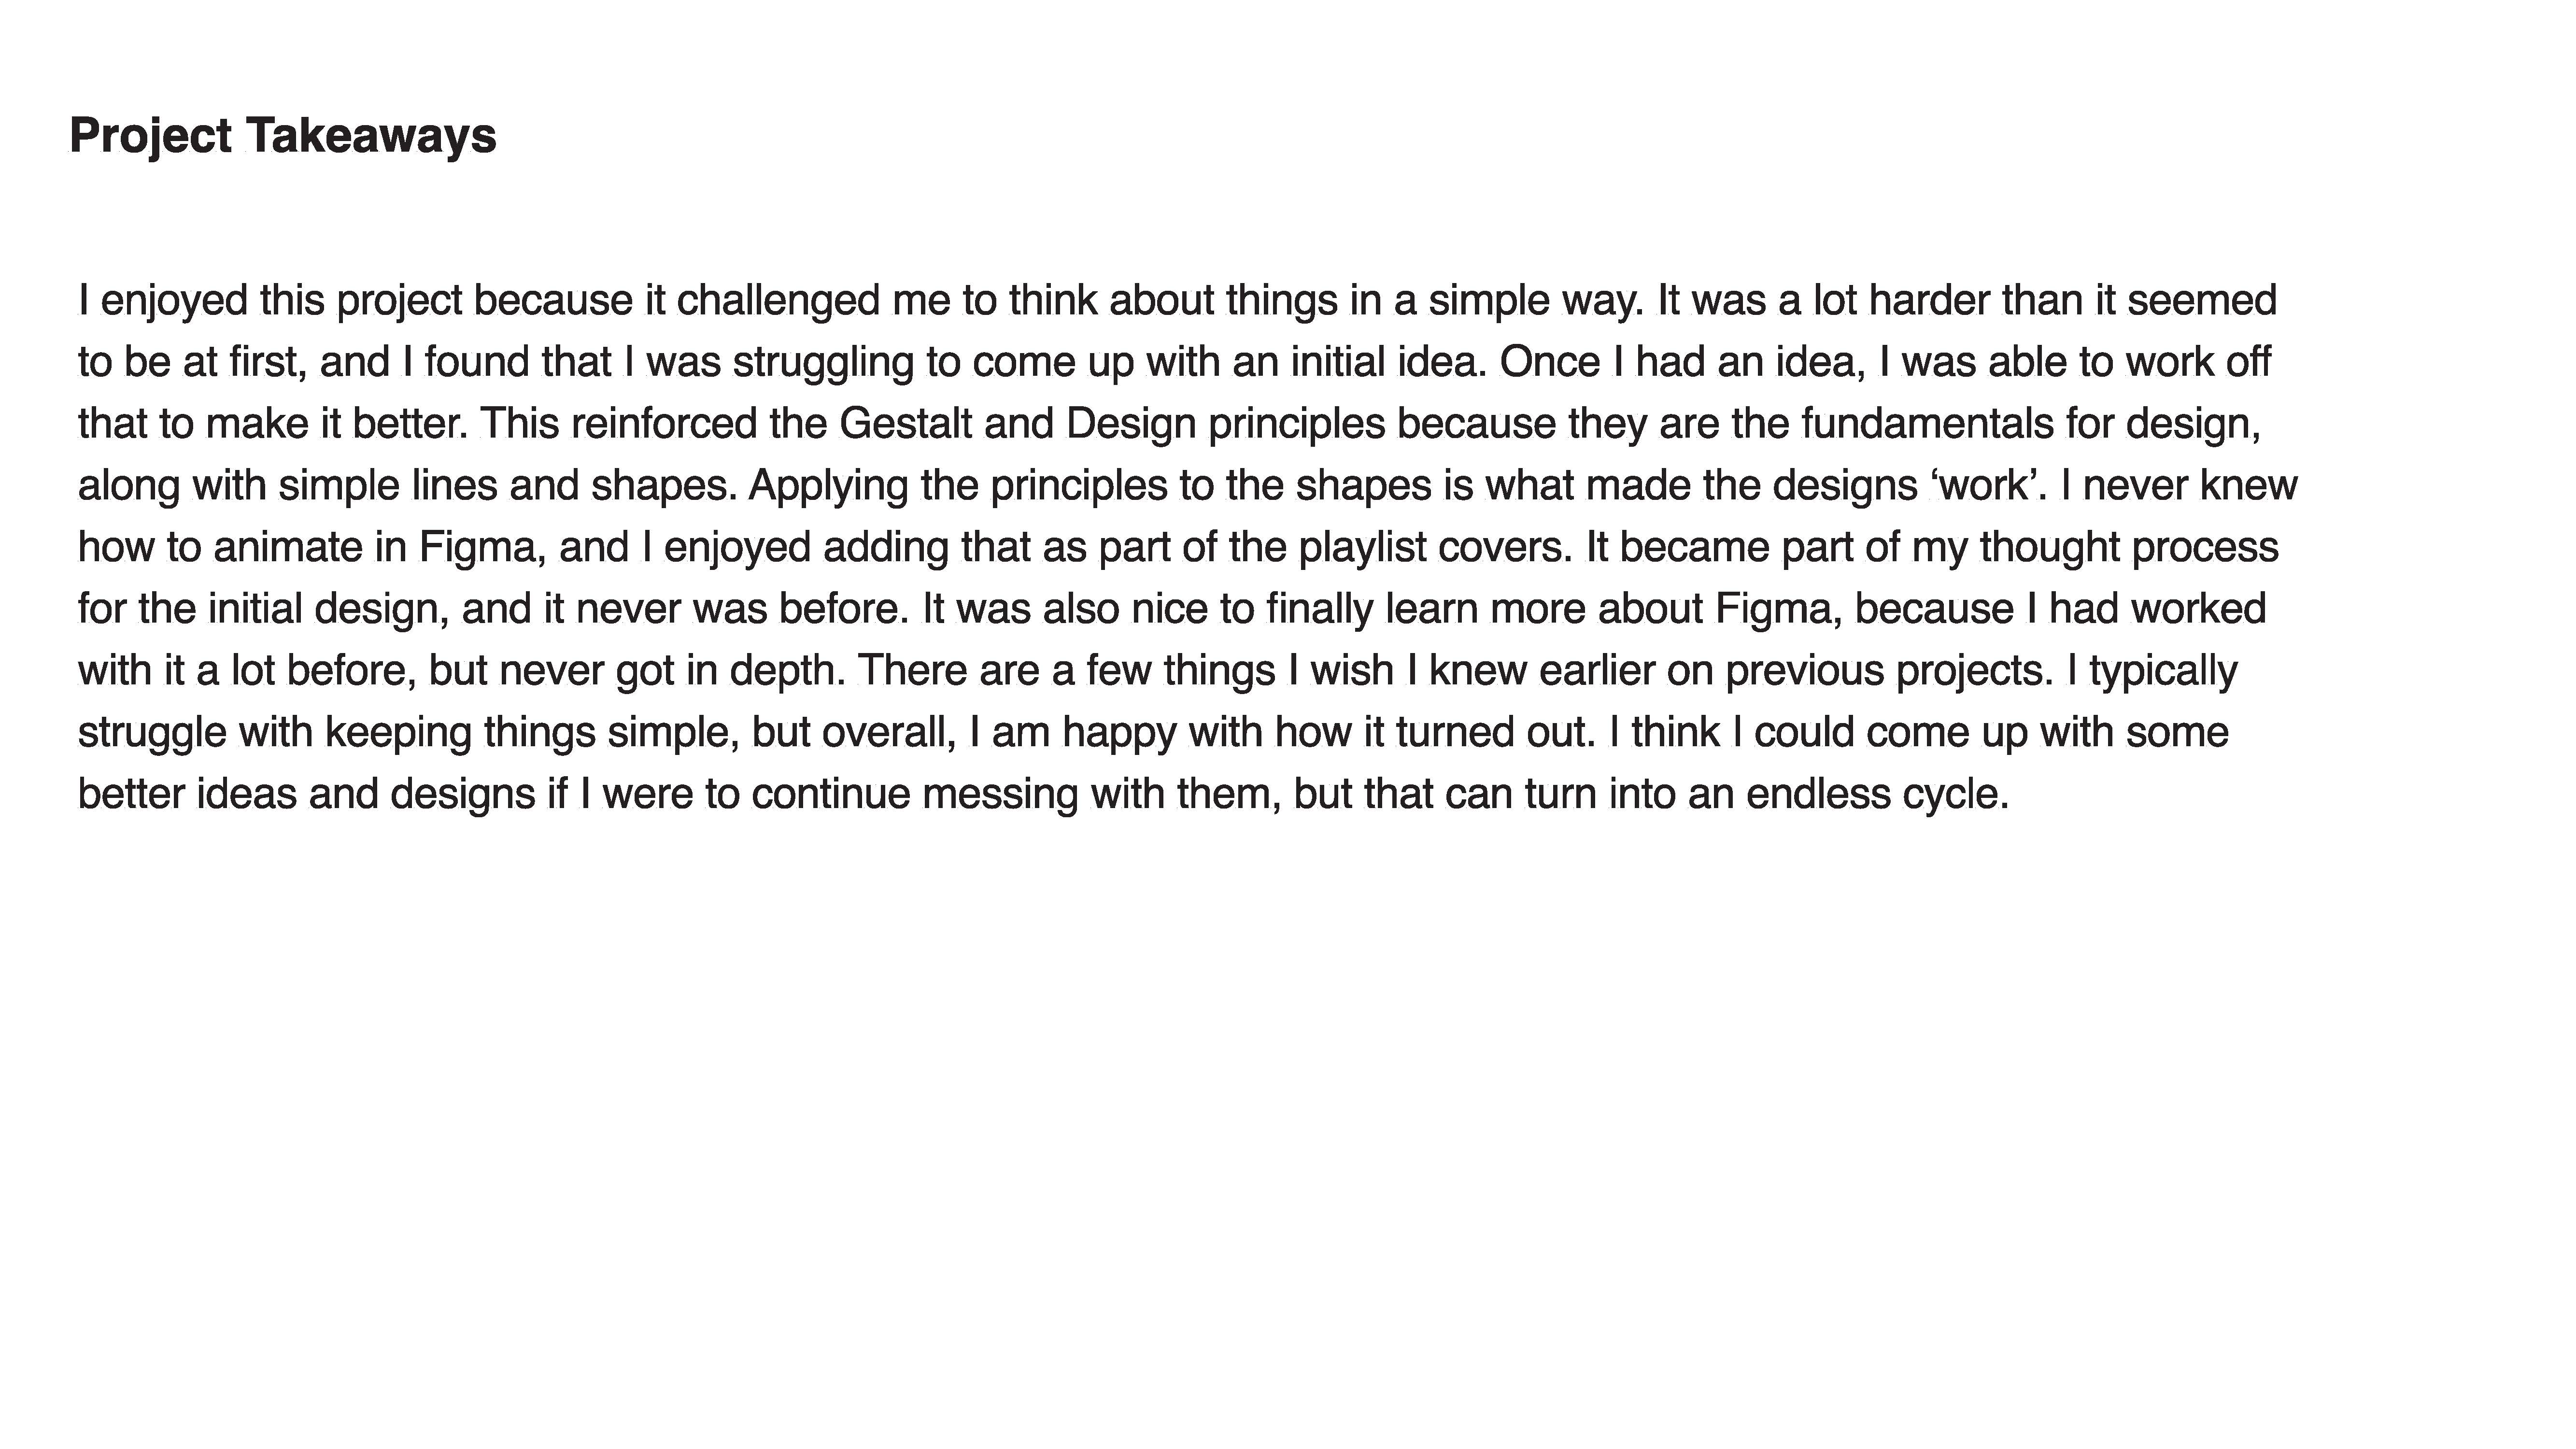 Project Takeaways
I enjoyed this project because it challenged me to think about things in a simple way. It was a lot harder than it seemed
to be at first, and I found that I was struggling to come up with an initial idea. Once I had an idea, I was able to work off
that to make it better. This reinforced the Gestalt and Design principles because they are the fundamentals for design,
along with simple lines and shapes. Applying the principles to the shapes is what made the designs ‘work’. I never knew
how to animate in Figma, and I enjoyed adding that as part of the playlist covers. It became part of my thought process
for the initial design, and it never was before. It was also nice to finally learn more about Figma, because I had worked
with it a lot before, but never got in depth. There are a few things I wish I knew earlier on previous projects. I typically
struggle with keeping things simple, but overall, I am happy with how it turned out. I think I could come up with some
better ideas and designs if I were to continue messing with them, but that can turn into an endless cycle.